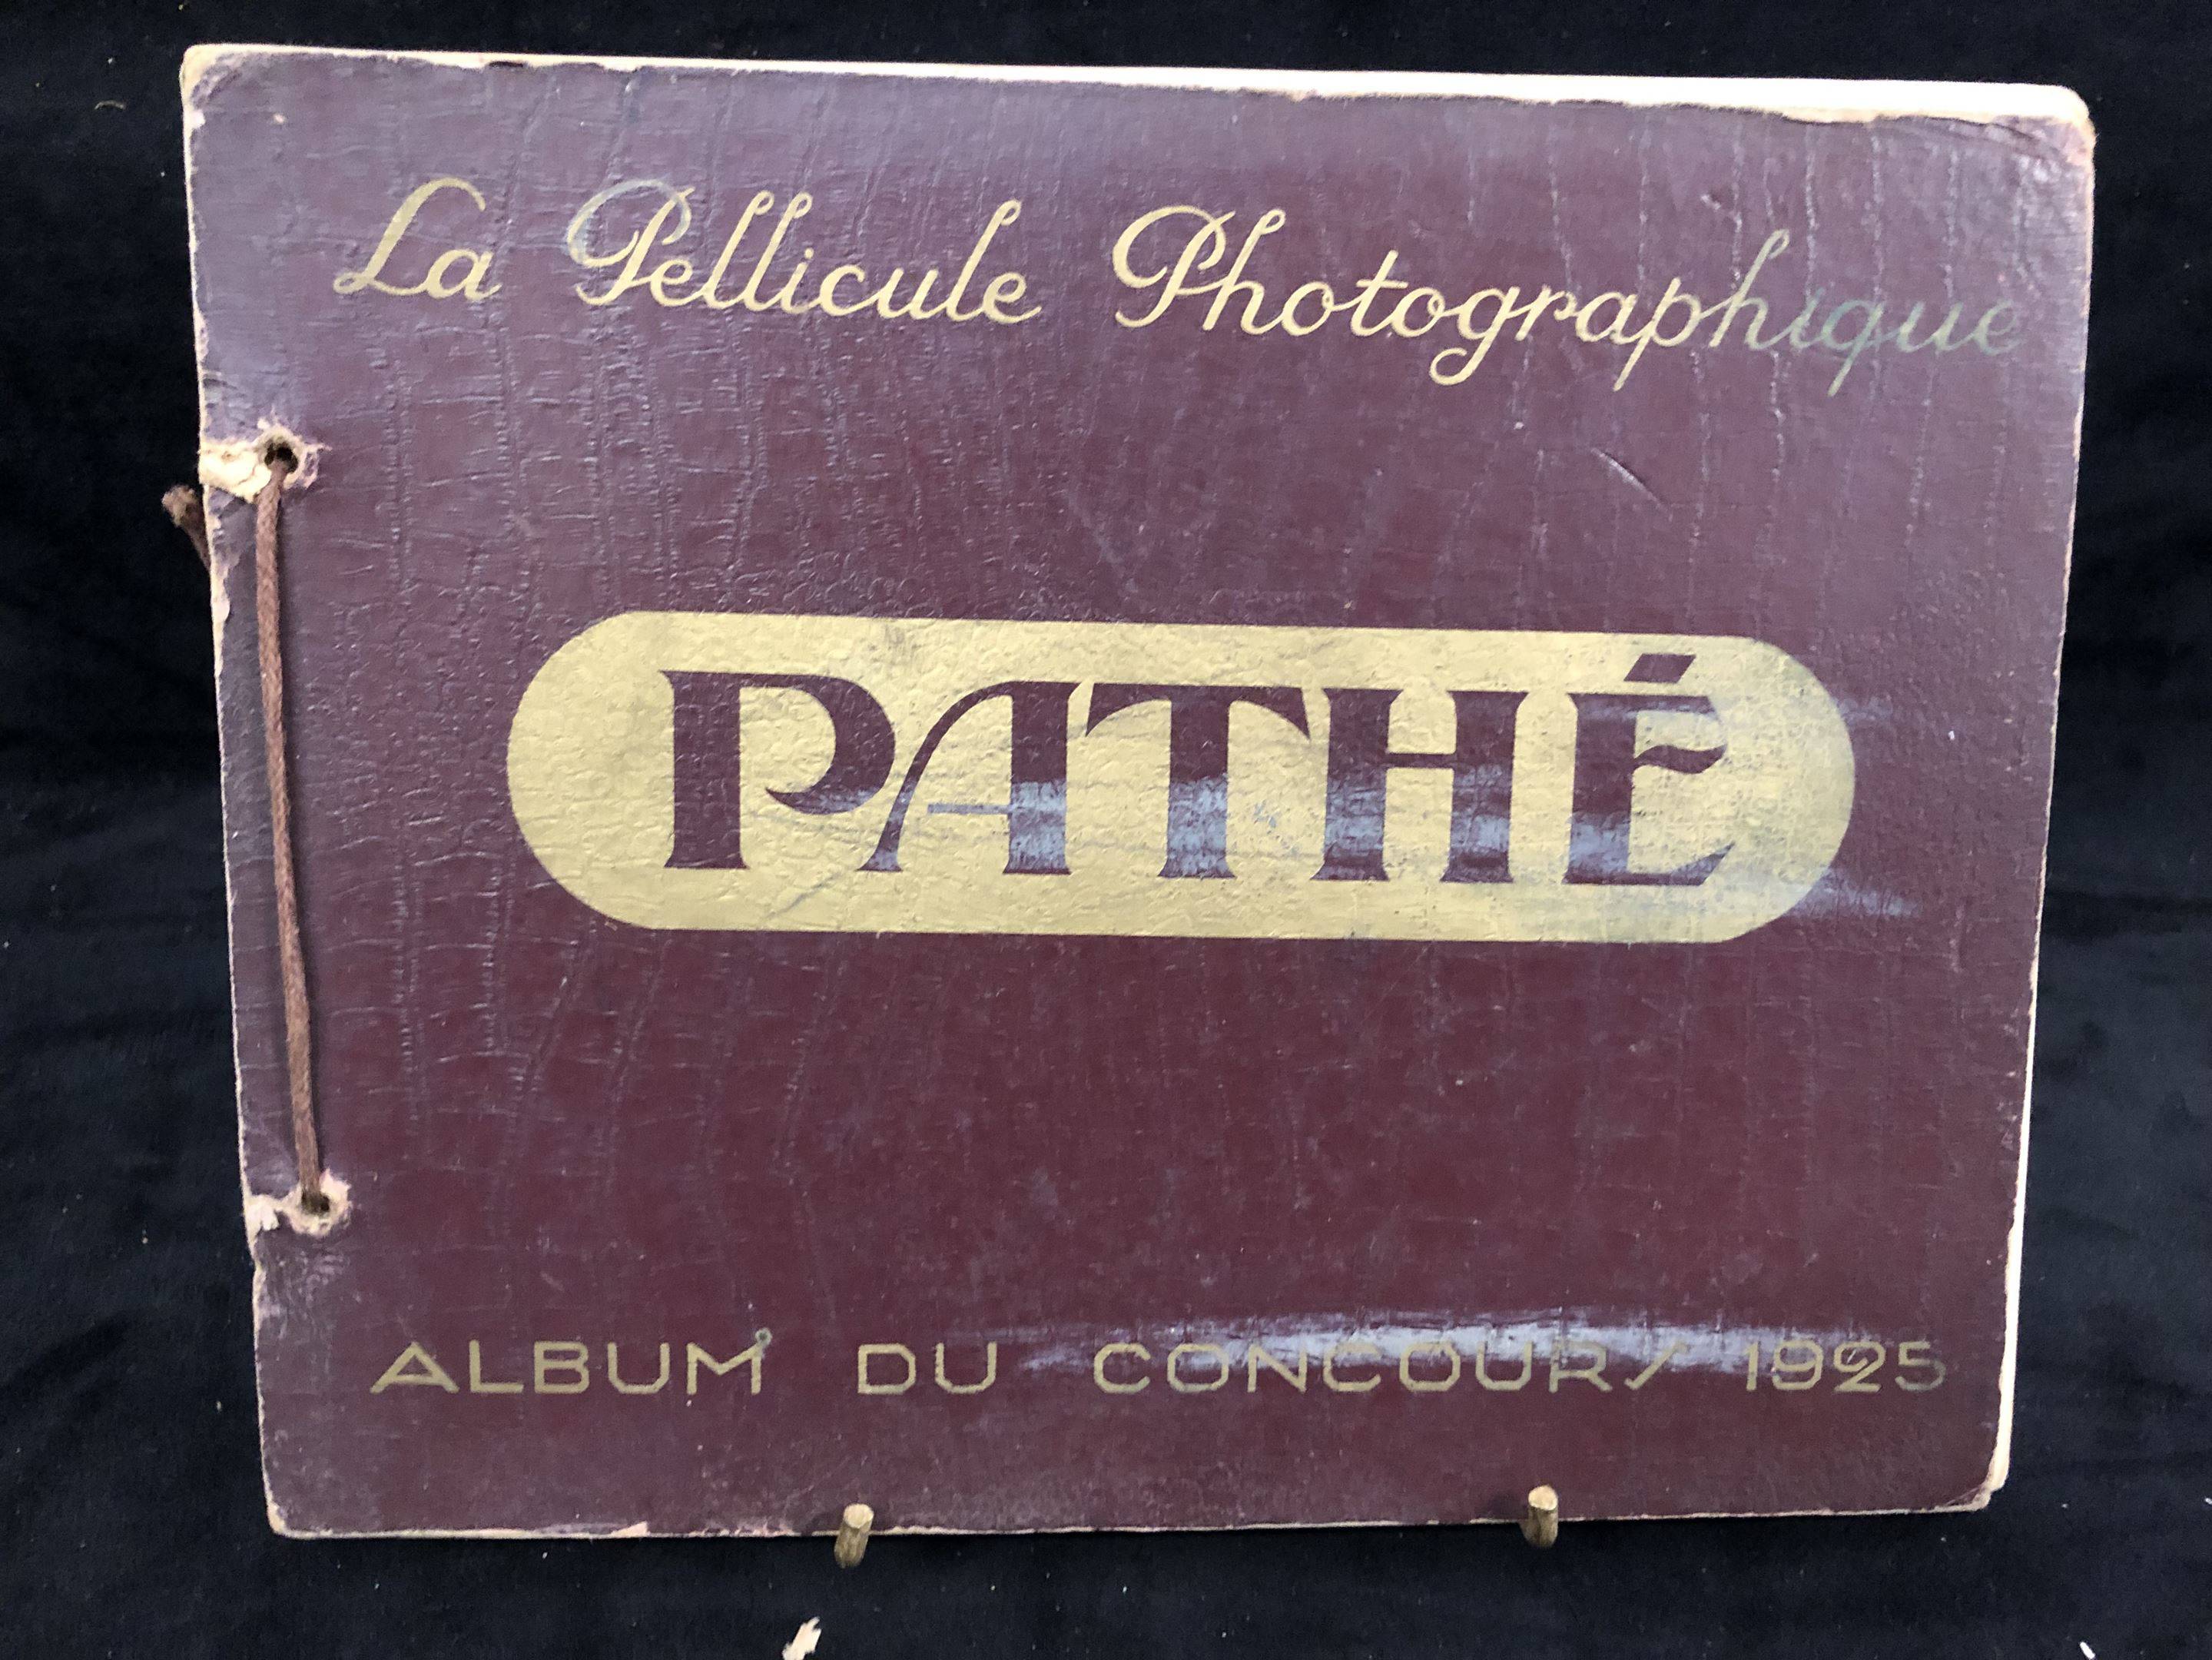 La Pellicule Photographique
PATHÉ
ALBUM DU CONCOURS 1925